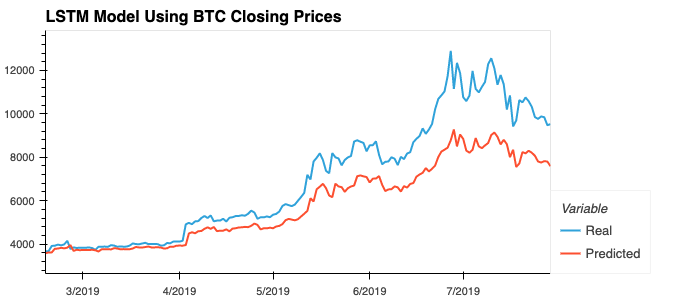 LSTM Model Using BTC Closing Prices
12000
10000
8000
6000
4000
3/2019 4/2019 5/2019 6/2019 7/2019
Variable
Real
Predicted